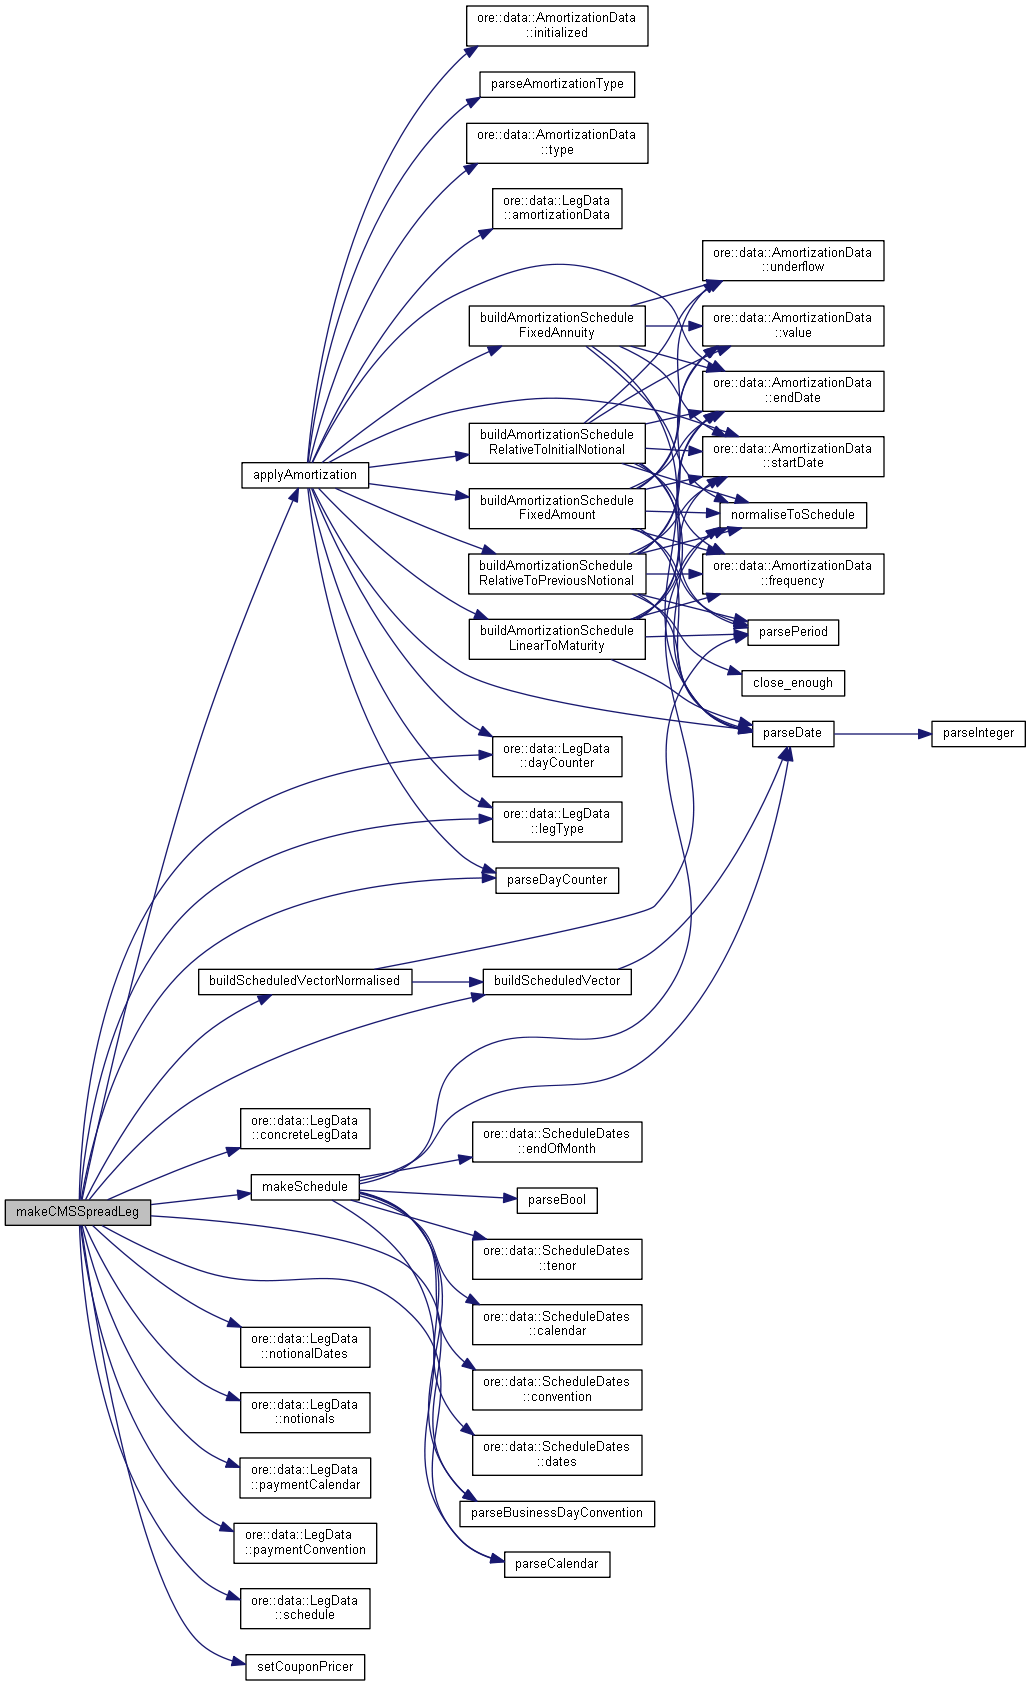 ore::data::AmortizationData
::initialized
parseAmortizationType
ore::data::AmortizationData
::type
ore::data::LegData
::amortizationData
ore::data::AmortizationData
::underflow
buildAmortizationSchedule
FixedAnnuity
ore::data::AmortizationData
::value
ore::data::AmortizationData
::endDate
buildAmortizationSchedule
RelativeToInitialNotional
ore::data::AmortizationData
::startDate
applyAmortization
buildAmortizationSchedule
FixedAmount
normaliseToSchedule
buildAmortizationSchedule
RelativeToPreviousNotional
ore::data::AmortizationData
::frequency
buildAmortizationSchedule
LinearToMaturity
parsePeriod
close_enough
parseDate
parseInteger
ore::data::LegData
::dayCounter
ore::data::LegData
::legType
parseDayCounter
buildScheduledVectorNormalised
buildScheduledVector
ore::data::LegData
::concreteLegData
ore::data::ScheduleDates
::endOfMonth
makeSchedule
parseBool
makeCMSSpreadLeg
ore::data::ScheduleDates
::tenor
ore::data::ScheduleDates
::calendar
ore::data::LegData
::notionalDates
ore::data::ScheduleDates
::convention
ore::data::LegData
::notionals
ore::data::ScheduleDates
::dates
ore::data::LegData
::paymentCalendar
parseBusinessDayConvention
ore::data::LegData
::paymentConvention
parseCalendar
ore::data::LegData
::schedule
setCouponPricer